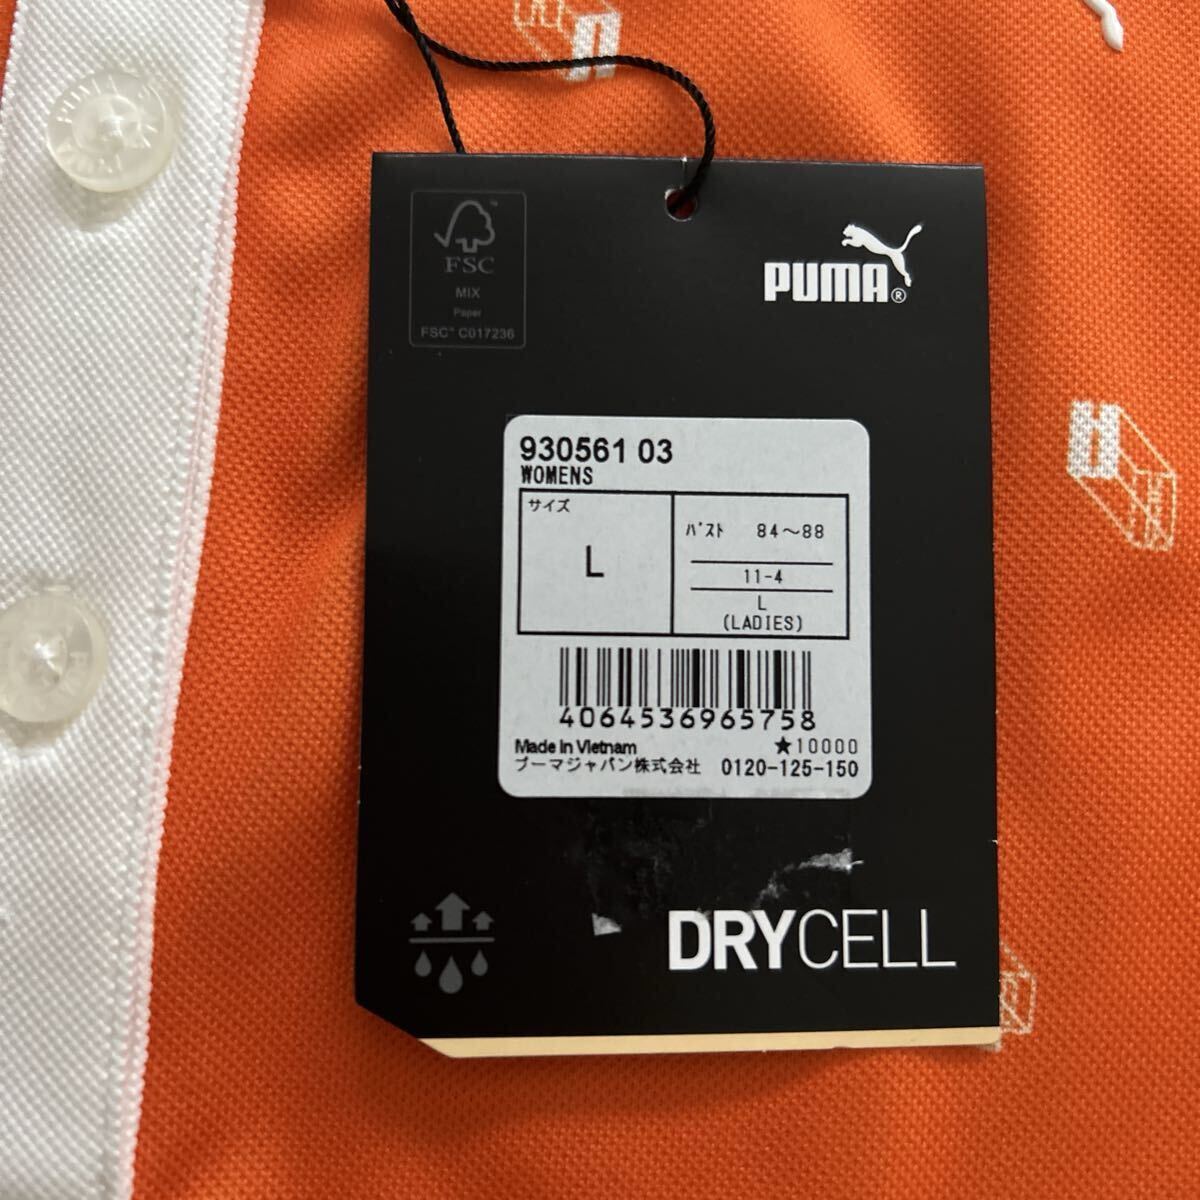 FSC
MIX
Paper
FSC™ C017236
PUMA®
930561 03
WOMENS
サイズ
L
ﾊﾞｽﾄ 84～88
11-4
L
(LADIES)
4064536965758
Made in Vietnam ★10000
プーマジャパン株式会社 0120-125-150
DRYCELL